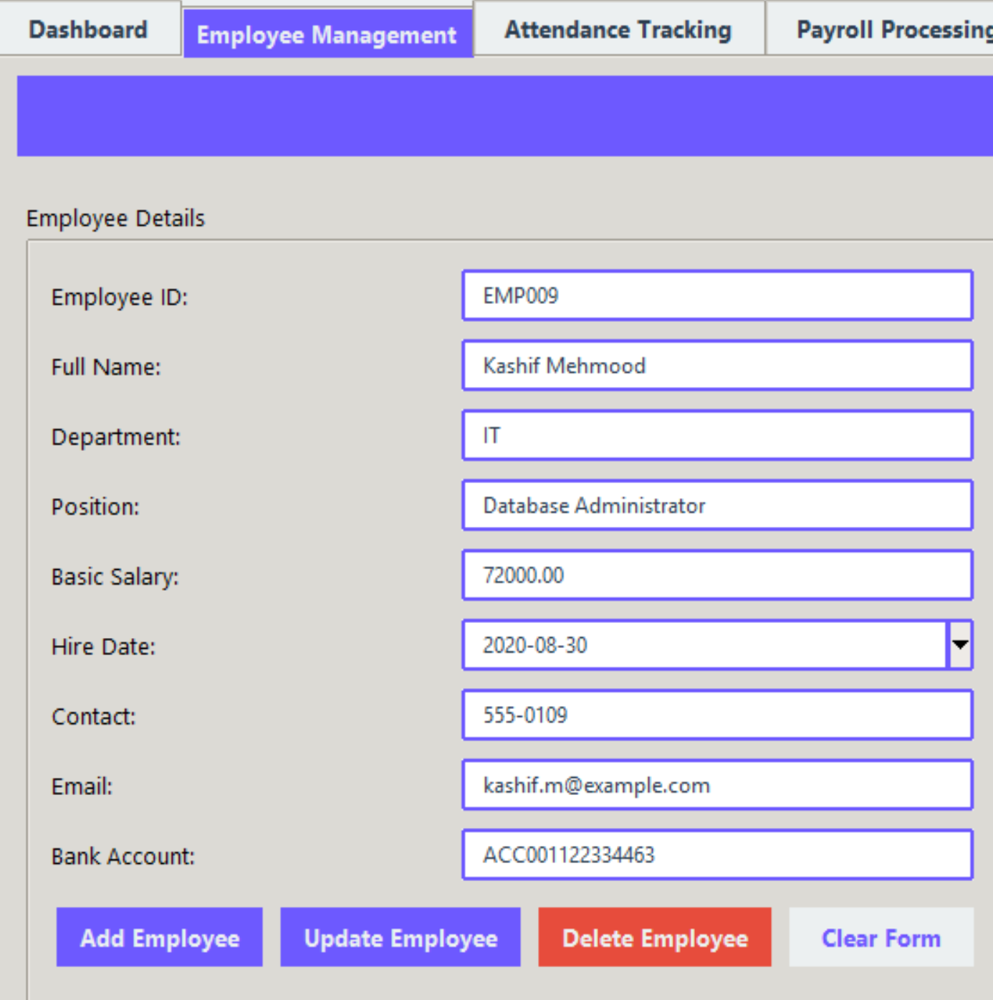 Dashboard Employee Management Attendance Tracking Payroll Processing
Employee Details
Employee ID: EMP009
Full Name: Kashif Mehmood
Department: IT
Position: Database Administrator
Basic Salary: 72000.00
Hire Date: 2020-08-30
Contact: 555-0109
Email: kashif.m@example.com
Bank Account: ACC001122334463
Add Employee Update Employee Delete Employee Clear Form